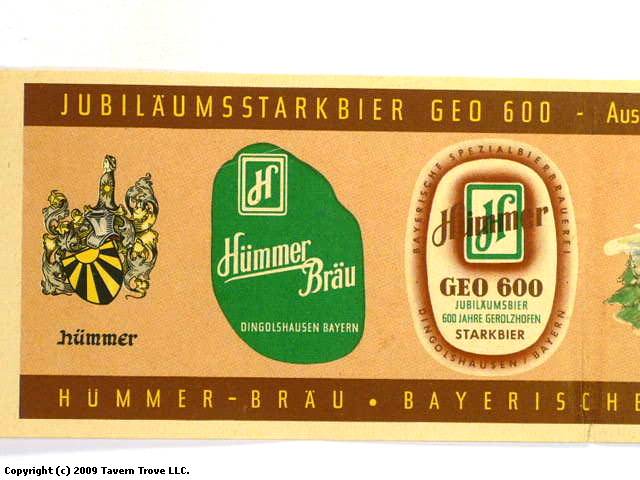 JUBILÄUMSSTARKBIER GEO 600 - Aus
hümmer
H
Hümmer
Bräu
DINGOLSHAUSEN BAYERN
BAYERISCHE SPEZIALBIERBRAUEREI
H
Hümmer
GEO 600
JUBILÄUMSBIER
600 JAHRE GEROLZHOFEN
STARKBIER
DINGOLSHAUSEN / BAYERN
HÜMMER-BRÄU • BAYERISCHE
Copyright (c) 2009 Tavern Trove LLC.